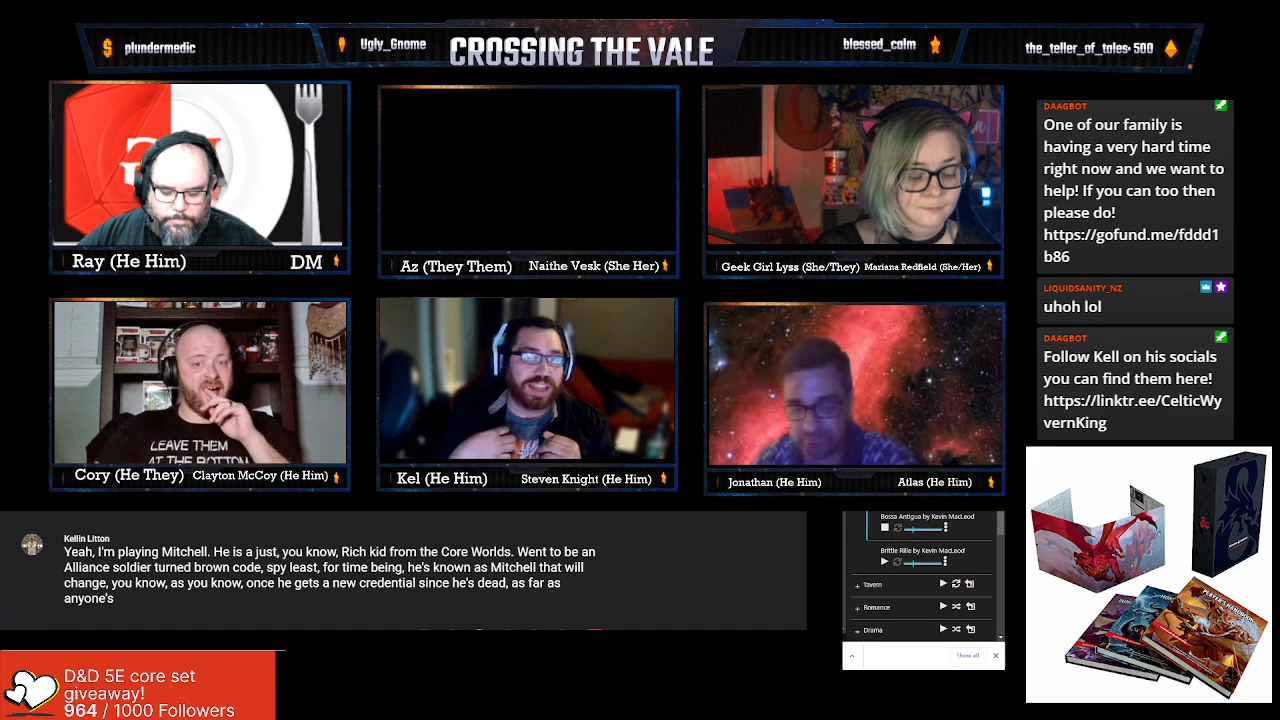 plundermedic
Ugly_Gnome
CROSSING THE VALE
blessed_calm
the_teller_of_tales: 500
Ray (He Him)
DM
Az (They Them)
Naithe Vesk (She Her)
Geek Girl Lyss (She/They)
Mariana Redfield (She/Her)
LEAVE THEM
AT THE BOTTOM
Cory (He They)
Clayton McCoy (He Him)
Kel (He Him)
Steven Knight (He Him)
Jonathan (He Him)
Atlas (He Him)
DAAGBOT
One of our family is
having a very hard time
right now and we want to
help! If you can too then
please do!
https://gofund.me/fddd1
b86
LIQUIDSANITY_NZ
uhoh lol
DAAGBOT
Follow Kell on his socials
you can find them here!
https://linktr.ee/CelticWy
vernKing
Kellin Litton
Yeah, I'm playing Mitchell. He is a just, you know, Rich kid from the Core Worlds. Went to be an
Alliance soldier turned brown code, spy least, for time being, he's known as Mitchell that will
change, you know, as you know, once he gets a new credential since he's dead, as far as
anyone's
Bossa Antigua by Kevin MacLeod
Brittle Rille by Kevin MacLeod
Tavern
Romance
Drama
Show all
PLAYER'S HANDBOOK
D&D 5E core set
giveaway!
964 / 1000 Followers